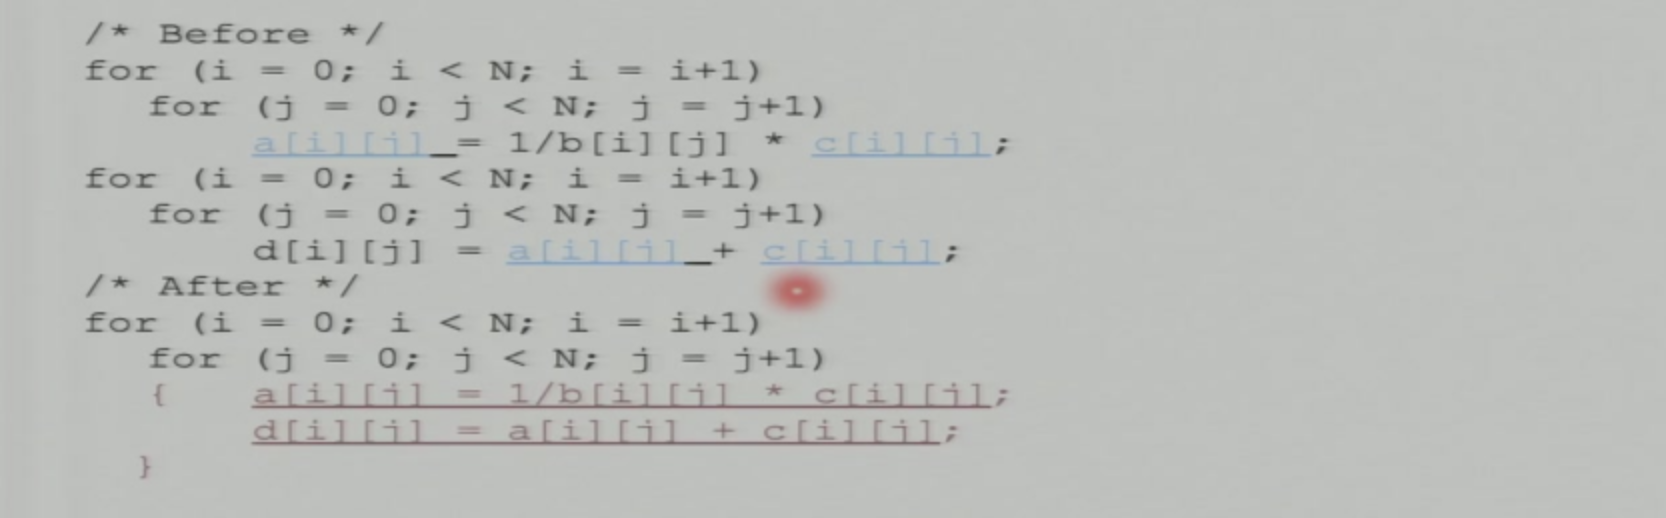 /* Before */
for (i = 0; i < N; i = i+1)
for (j = 0; j < N; j = j+1)
a[i][j] = 1/b[i][j] * c[i][j];
for (i = 0; i < N; i = i+1)
for (j = 0; j < N; j = j+1)
d[i][j] = a[i][j] + c[i][j];
/* After */
for (i = 0; i < N; i = i+1)
for (j = 0; j < N; j = j+1)
{ a[i][j] = 1/b[i][j] * c[i][j];
d[i][j] = a[i][j] + c[i][j];
}